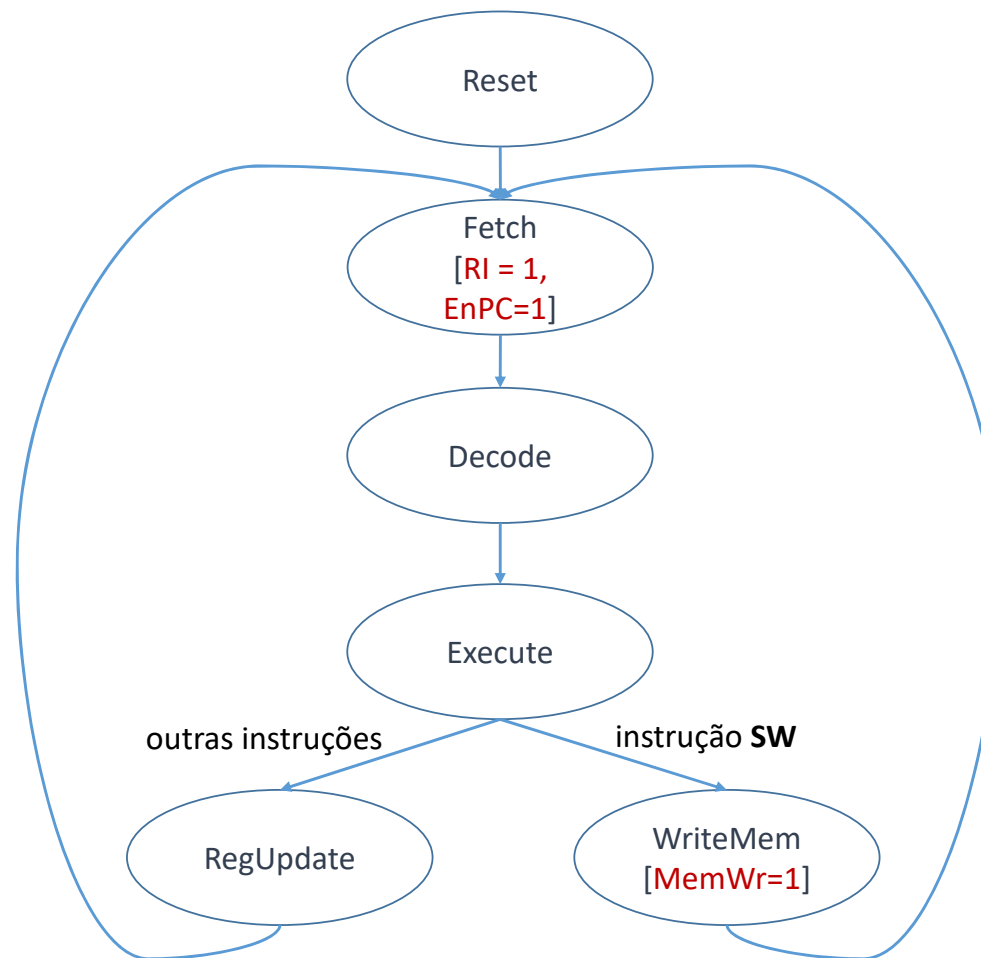 Reset
Fetch
[RI = 1,
EnPC=1]
Decode
Execute
outras instruções
instrução SW
RegUpdate
WriteMem
[MemWr=1]